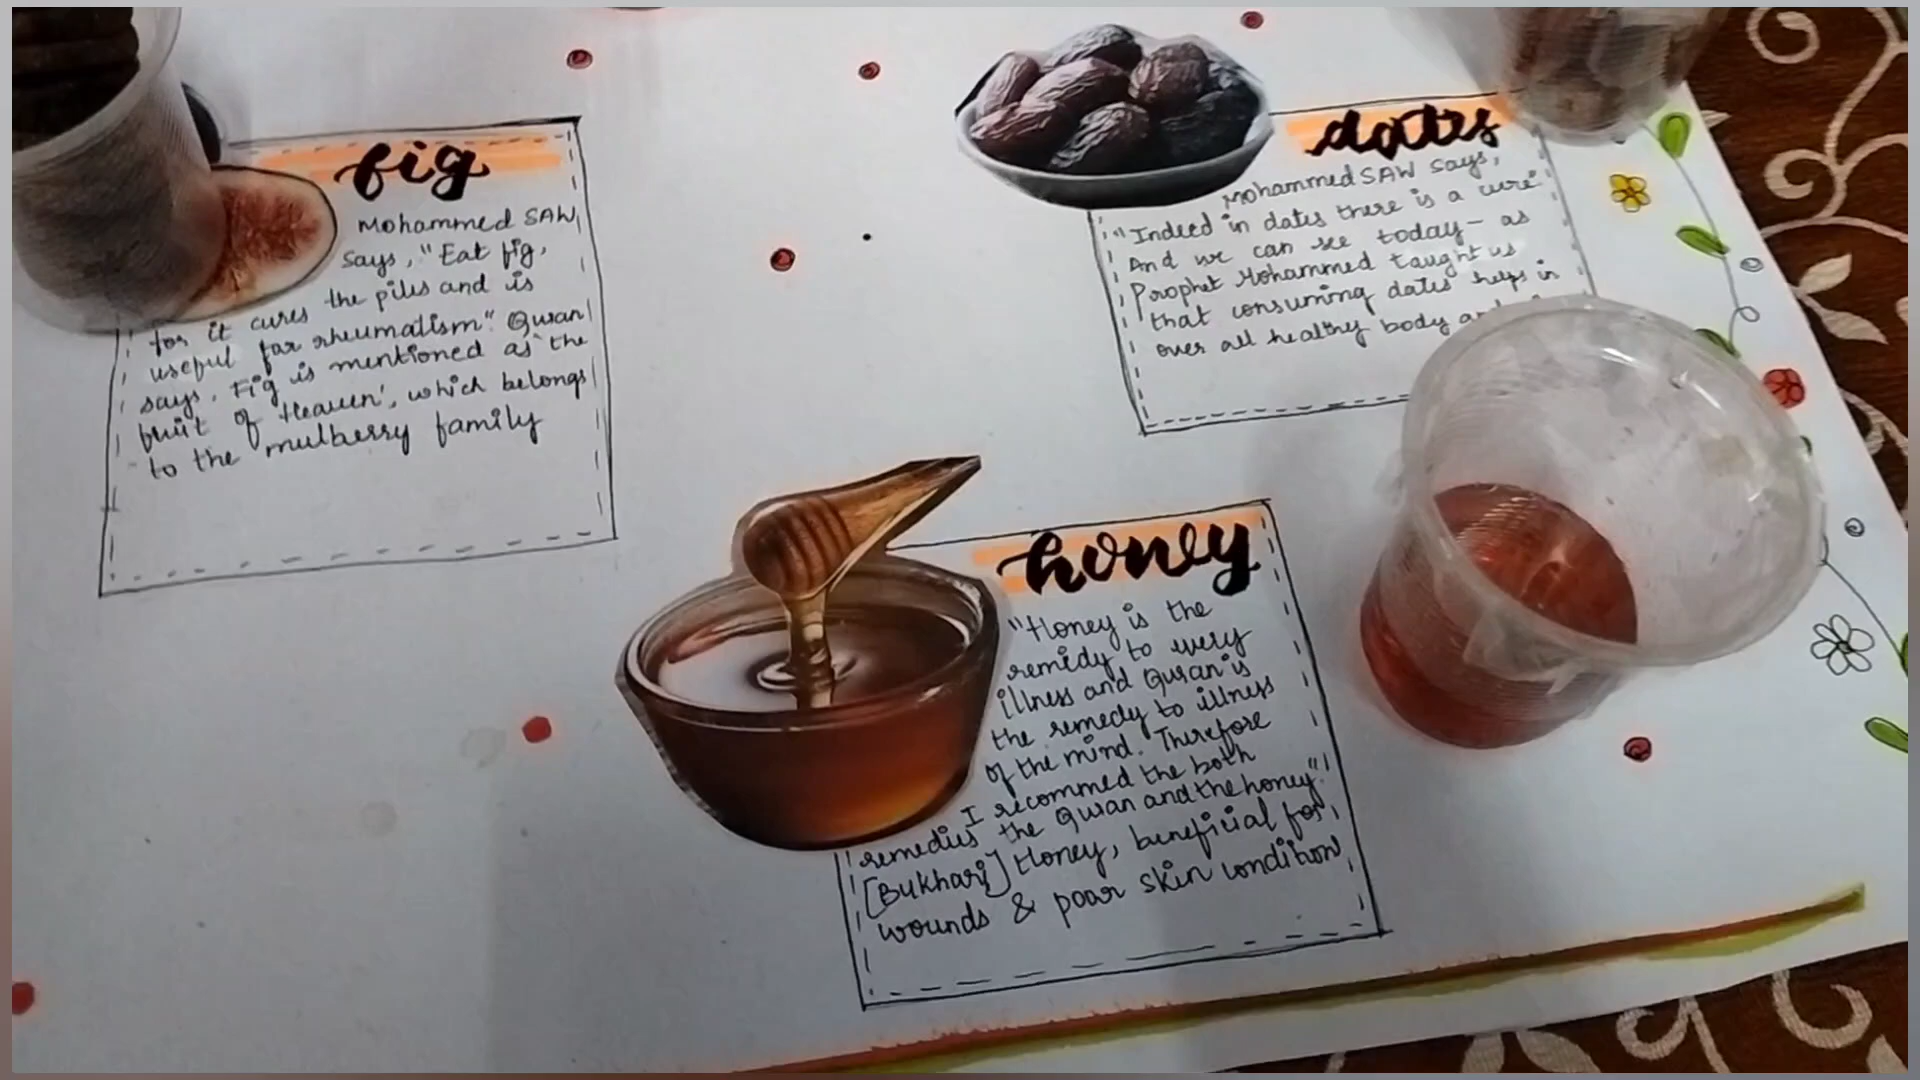 fig
Mohammed SAW
says, "Eat fig,
for it cures the piles and is
useful for rheumatism". Quran
says, Fig is mentioned as the
fruit of 'Heaven', which belongs
to the mulberry family
dates
Mohammed SAW says,
"Indeed in dates there is a cure"
And we can see today – as
Prophet Mohammed taught us
that consuming dates helps in
over all healthy body
honey
"Honey is the
remedy to every
illness and Quran is
the remedy to illness
of the mind. Therefore
I recommed the both
remedies the Quran and the honey"
[Bukhari] Honey, beneficial for
wounds & poor skin condition